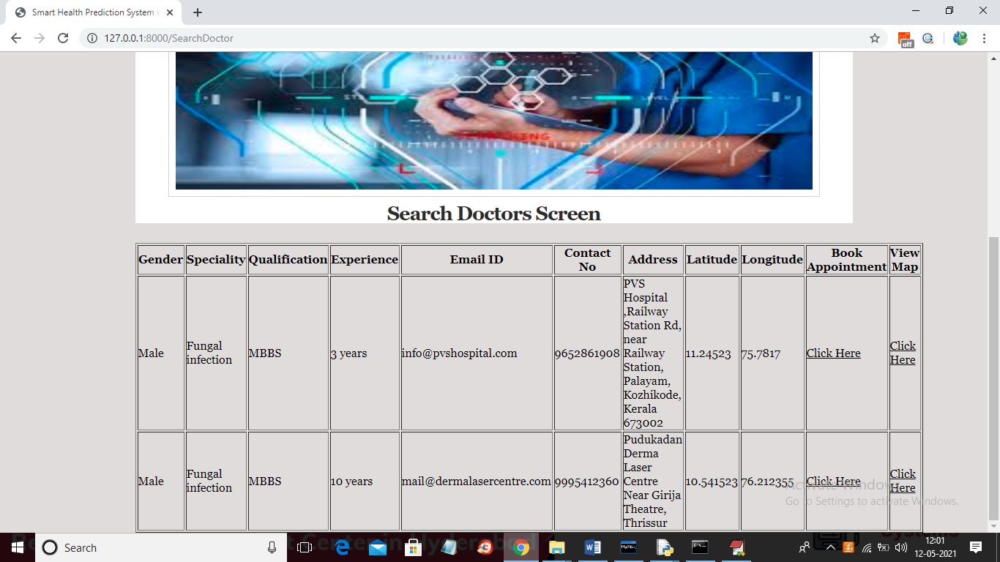 Smart Health Prediction System
127.0.0.1:8000/SearchDoctor
off
LEVEL
Search Doctors Screen
Gender Speciality Qualification Experience Email ID Contact No Address Latitude Longitude Book Appointment View Map
Male
Fungal
infection
MBBS
3 years
info@pvshospital.com
9652861908
PVS
Hospital
,Railway
Station Rd,
near
Railway
Station,
Palayam,
Kozhikode,
Kerala
673002
11.24523
75.7817
Click Here
Click
Here
Male
Fungal
infection
MBBS
10 years
mail@dermalasercentre.com
9995412360
Pudukadan
Derma
Laser
Centre
Near Girija
Theatre,
Thrissur
10.541523
76.212355
Click Here
Click
Here
Activate Windows
Go to Settings to activate Windows.
Search
12:01
12-05-2021